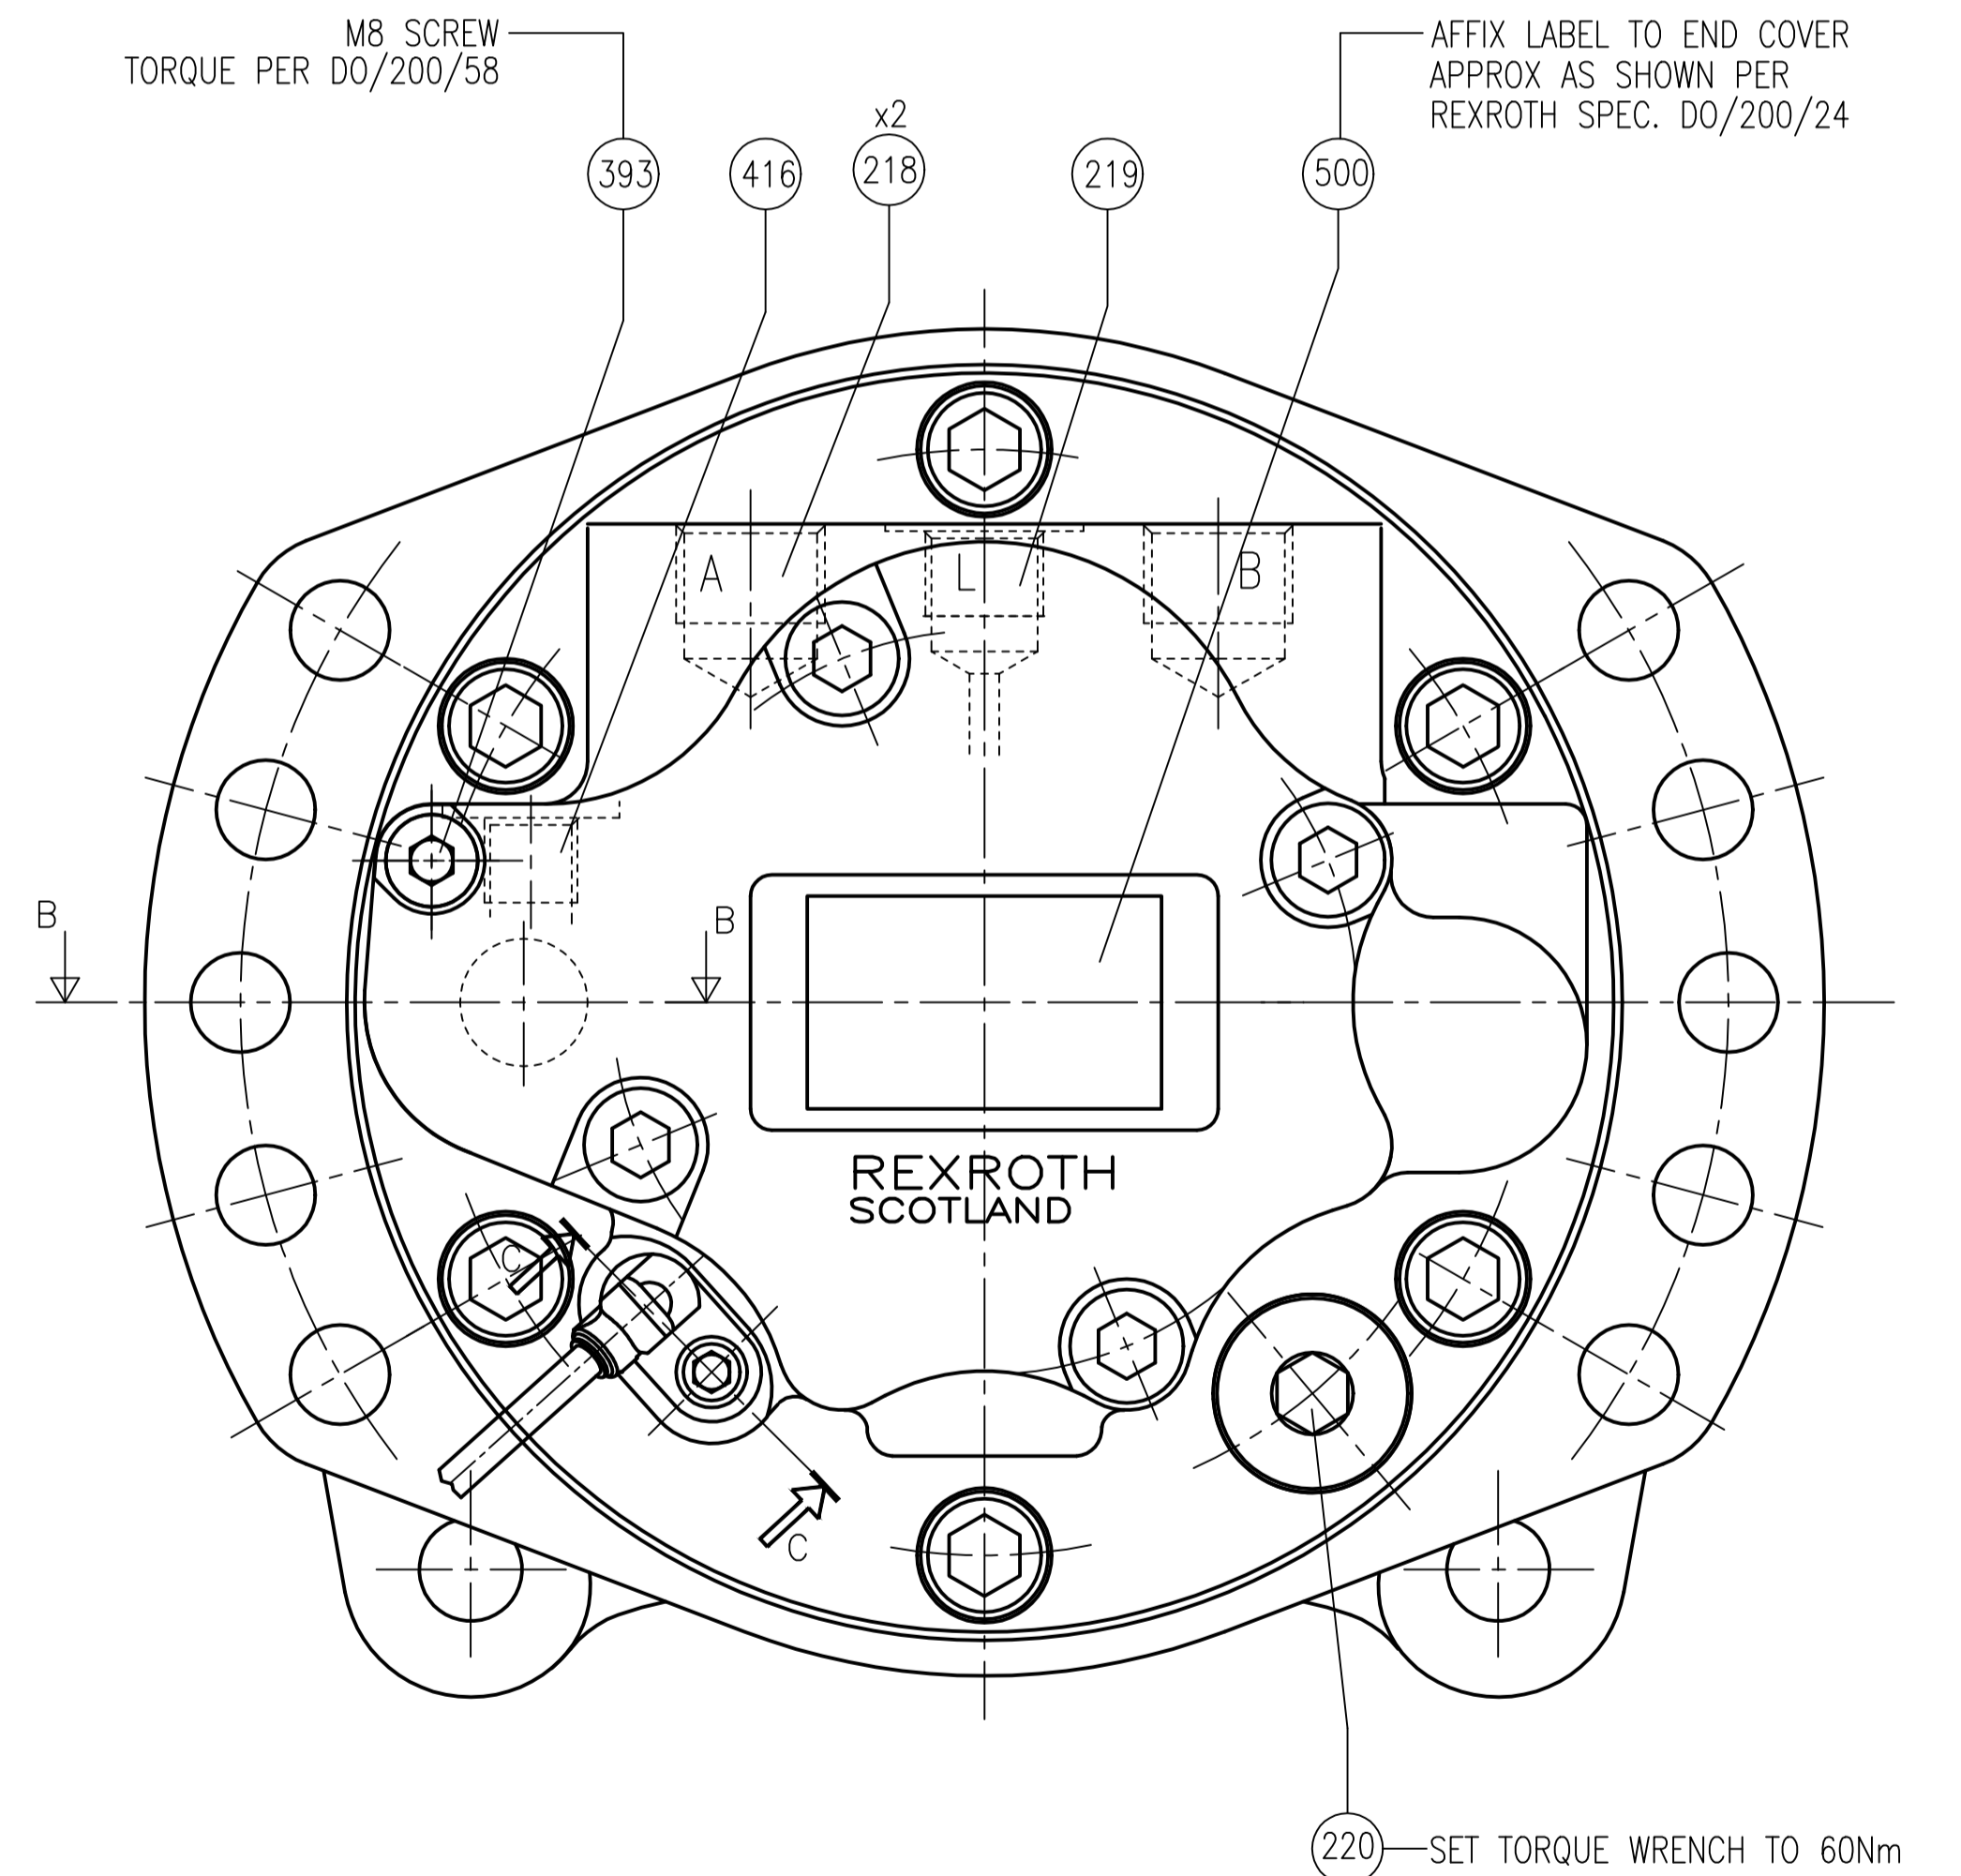 M8 SCREW
TORQUE PER DO/200/58
AFFIX LABEL TO END COVER
APPROX AS SHOWN PER
REXROTH SPEC. DO/200/24
x2
393
416
218
219
500
A
L
B
B
B
REXROTH
SCOTLAND
C
C
220
SET TORQUE WRENCH TO 60Nm